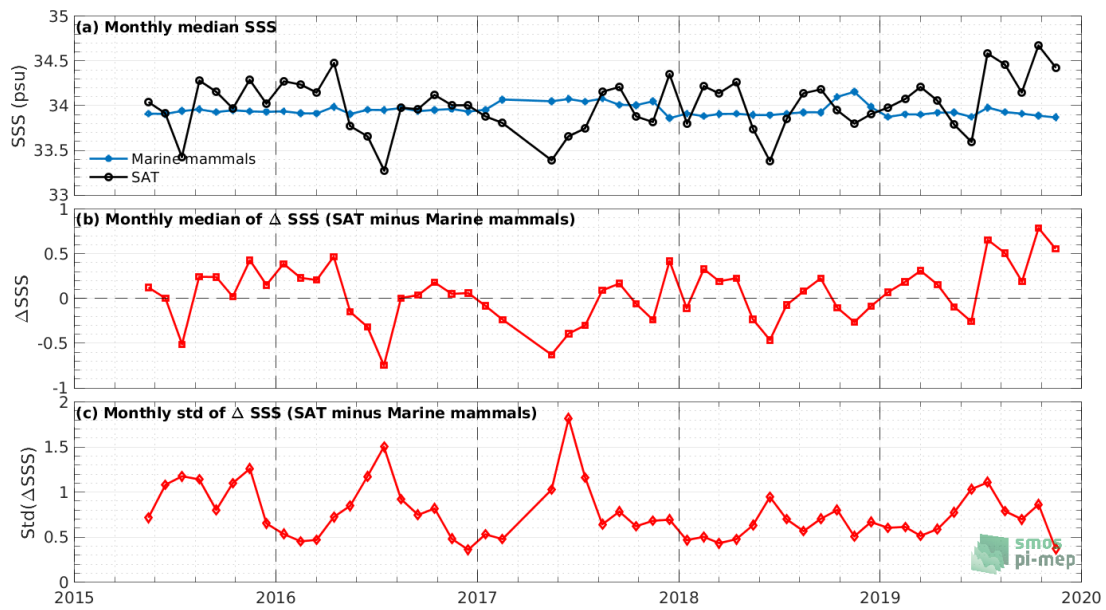 35
34.5
34
33.5
33
SSS (psu)
(a) Monthly median SSS
Marine mammals
SAT
1
0.5
0
-0.5
-1
ΔSSS
(b) Monthly median of Δ SSS (SAT minus Marine mammals)
2
1.5
1
0.5
0
Std(ΔSSS)
(c) Monthly std of Δ SSS (SAT minus Marine mammals)
smos
pi-mep
2015
2016
2017
2018
2019
2020